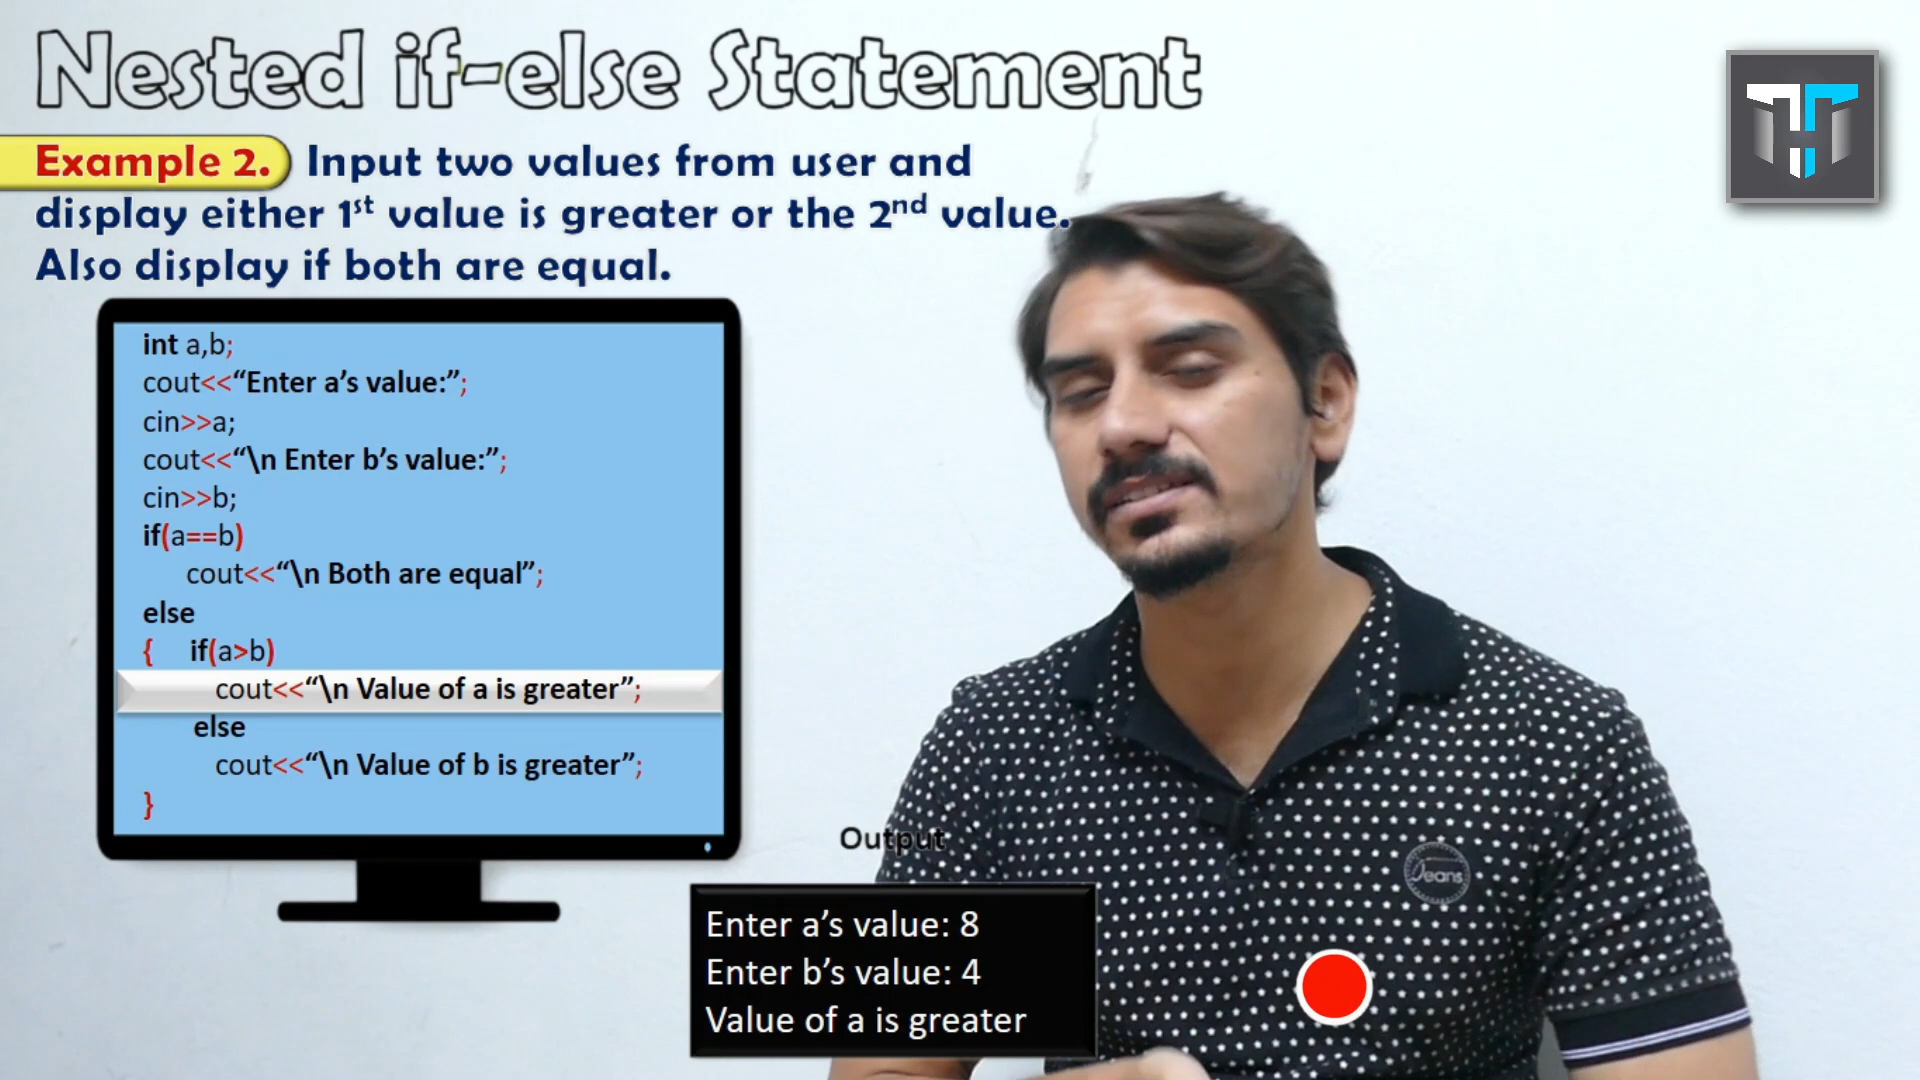 Nested if-else Statement
Example 2. Input two values from user and
display either 1st value is greater or the 2nd value.
Also display if both are equal.
int a,b;
cout<<“Enter a’s value:”;
cin>>a;
cout<<“\n Enter b’s value:”;
cin>>b;
if(a==b)
cout<<“\n Both are equal”;
else
{ if(a>b)
cout<<“\n Value of a is greater”;
else
cout<<“\n Value of b is greater”;
}
Output
Enter a’s value: 8
Enter b’s value: 4
Value of a is greater
Jeans